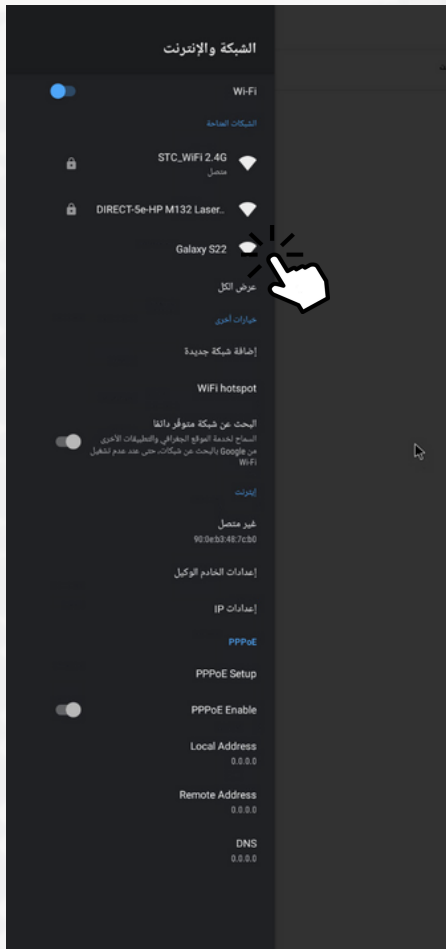 الشبكة والإنترنت
Wi-Fi
الشبكات المتاحة
STC_WiFi 2.4G
متصل
DIRECT-5e-HP M132 Laser..
Galaxy S22
عرض الكل
خيارات أخرى
إضافة شبكة جديدة
WiFi hotspot
البحث عن شبكة متوفّر دائمًا
السماح لخدمة الموقع الجغرافي والتطبيقات الأخرى
من Google بالبحث عن شبكات، حتى عند عدم تشغيل
Wi-Fi
إيثرنت
غير متصل
90:0e:b3:48:7c:b0
إعدادات الخادم الوكيل
إعدادات IP
PPPoE
PPPoE Setup
PPPoE Enable
Local Address
0.0.0.0
Remote Address
0.0.0.0
DNS
0.0.0.0